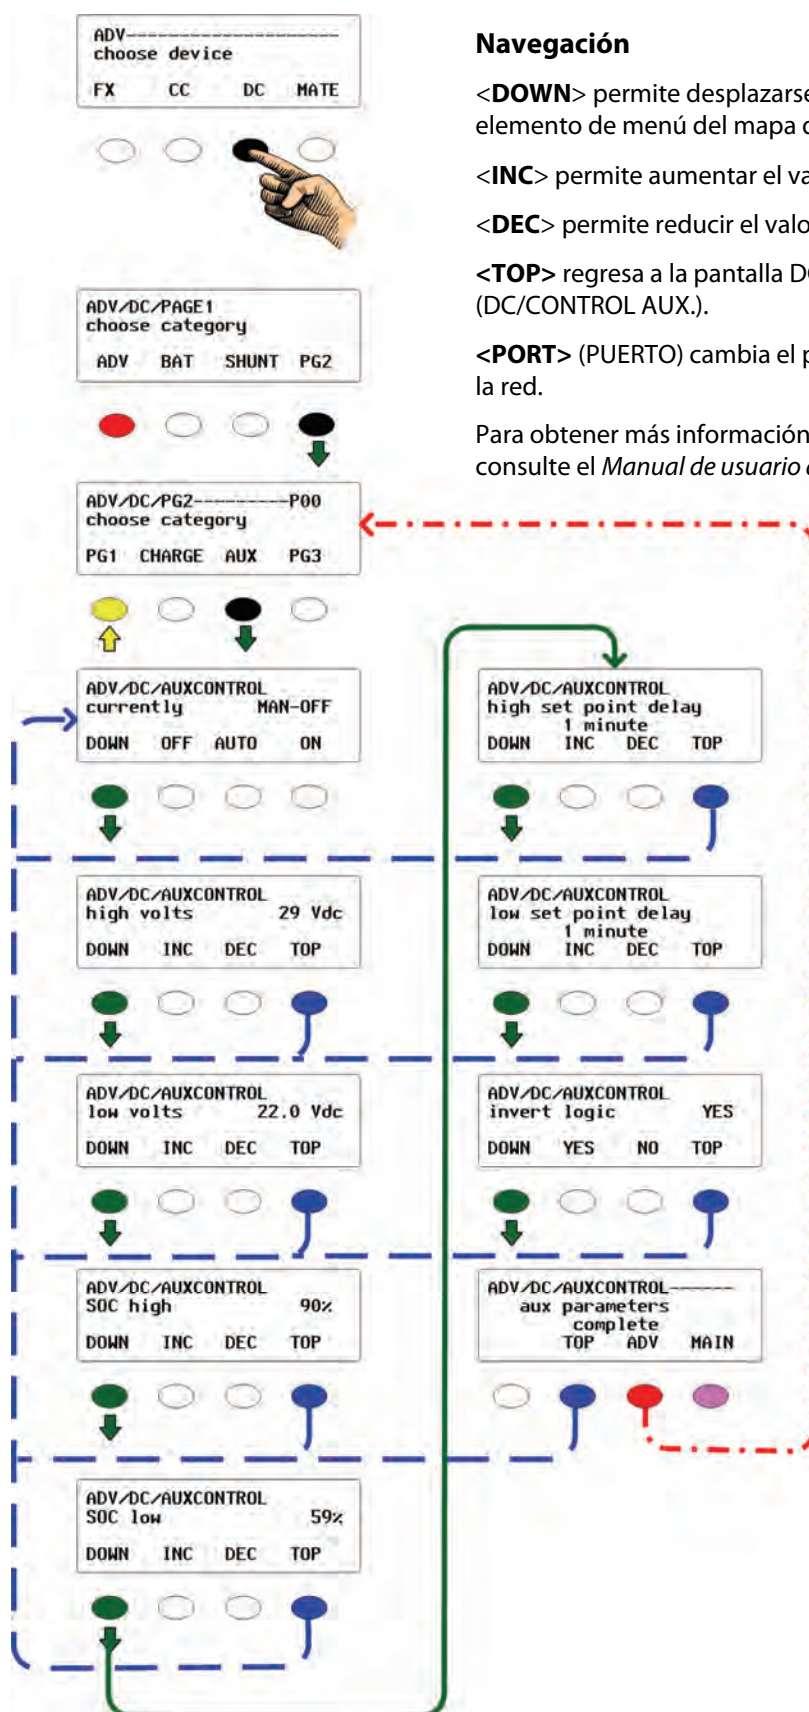 ADV---------------------
choose device
FX CC DC MATE
Navegación
<DOWN> permite desplazarse
elemento de menú del mapa
<INC> permite aumentar el
<DEC> permite reducir el
<TOP> regresa a la pantalla
(DC/CONTROL AUX.).
<PORT> (PUERTO) cambia el
la red.
Para obtener más información
consulte el Manual de usuario
ADV/DC/PAGE1
choose category
ADV BAT SHUNT PG2
ADV/DC/PG2----------P00
choose category
PG1 CHARGE AUX PG3
ADV/DC/AUXCONTROL
currently MAN-OFF
DOWN OFF AUTO ON
ADV/DC/AUXCONTROL
high volts 29 Vdc
DOWN INC DEC TOP
ADV/DC/AUXCONTROL
low volts 22.0 Vdc
DOWN INC DEC TOP
ADV/DC/AUXCONTROL
SOC high 90%
DOWN INC DEC TOP
ADV/DC/AUXCONTROL
SOC low 59%
DOWN INC DEC TOP
ADV/DC/AUXCONTROL
high set point delay
1 minute
DOWN INC DEC TOP
ADV/DC/AUXCONTROL
low set point delay
1 minute
DOWN INC DEC TOP
ADV/DC/AUXCONTROL
invert logic YES
DOWN YES NO TOP
ADV/DC/AUXCONTROL------
aux parameters
complete
TOP ADV MAIN